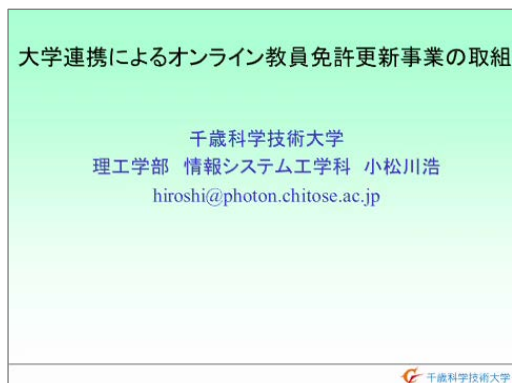 大学連携によるオンライン教員免許更新事業の取組
千歳科学技術大学
理工学部 情報システム工学科 小松川浩
hiroshi@photon.chitose.ac.jp
千歳科学技術大学